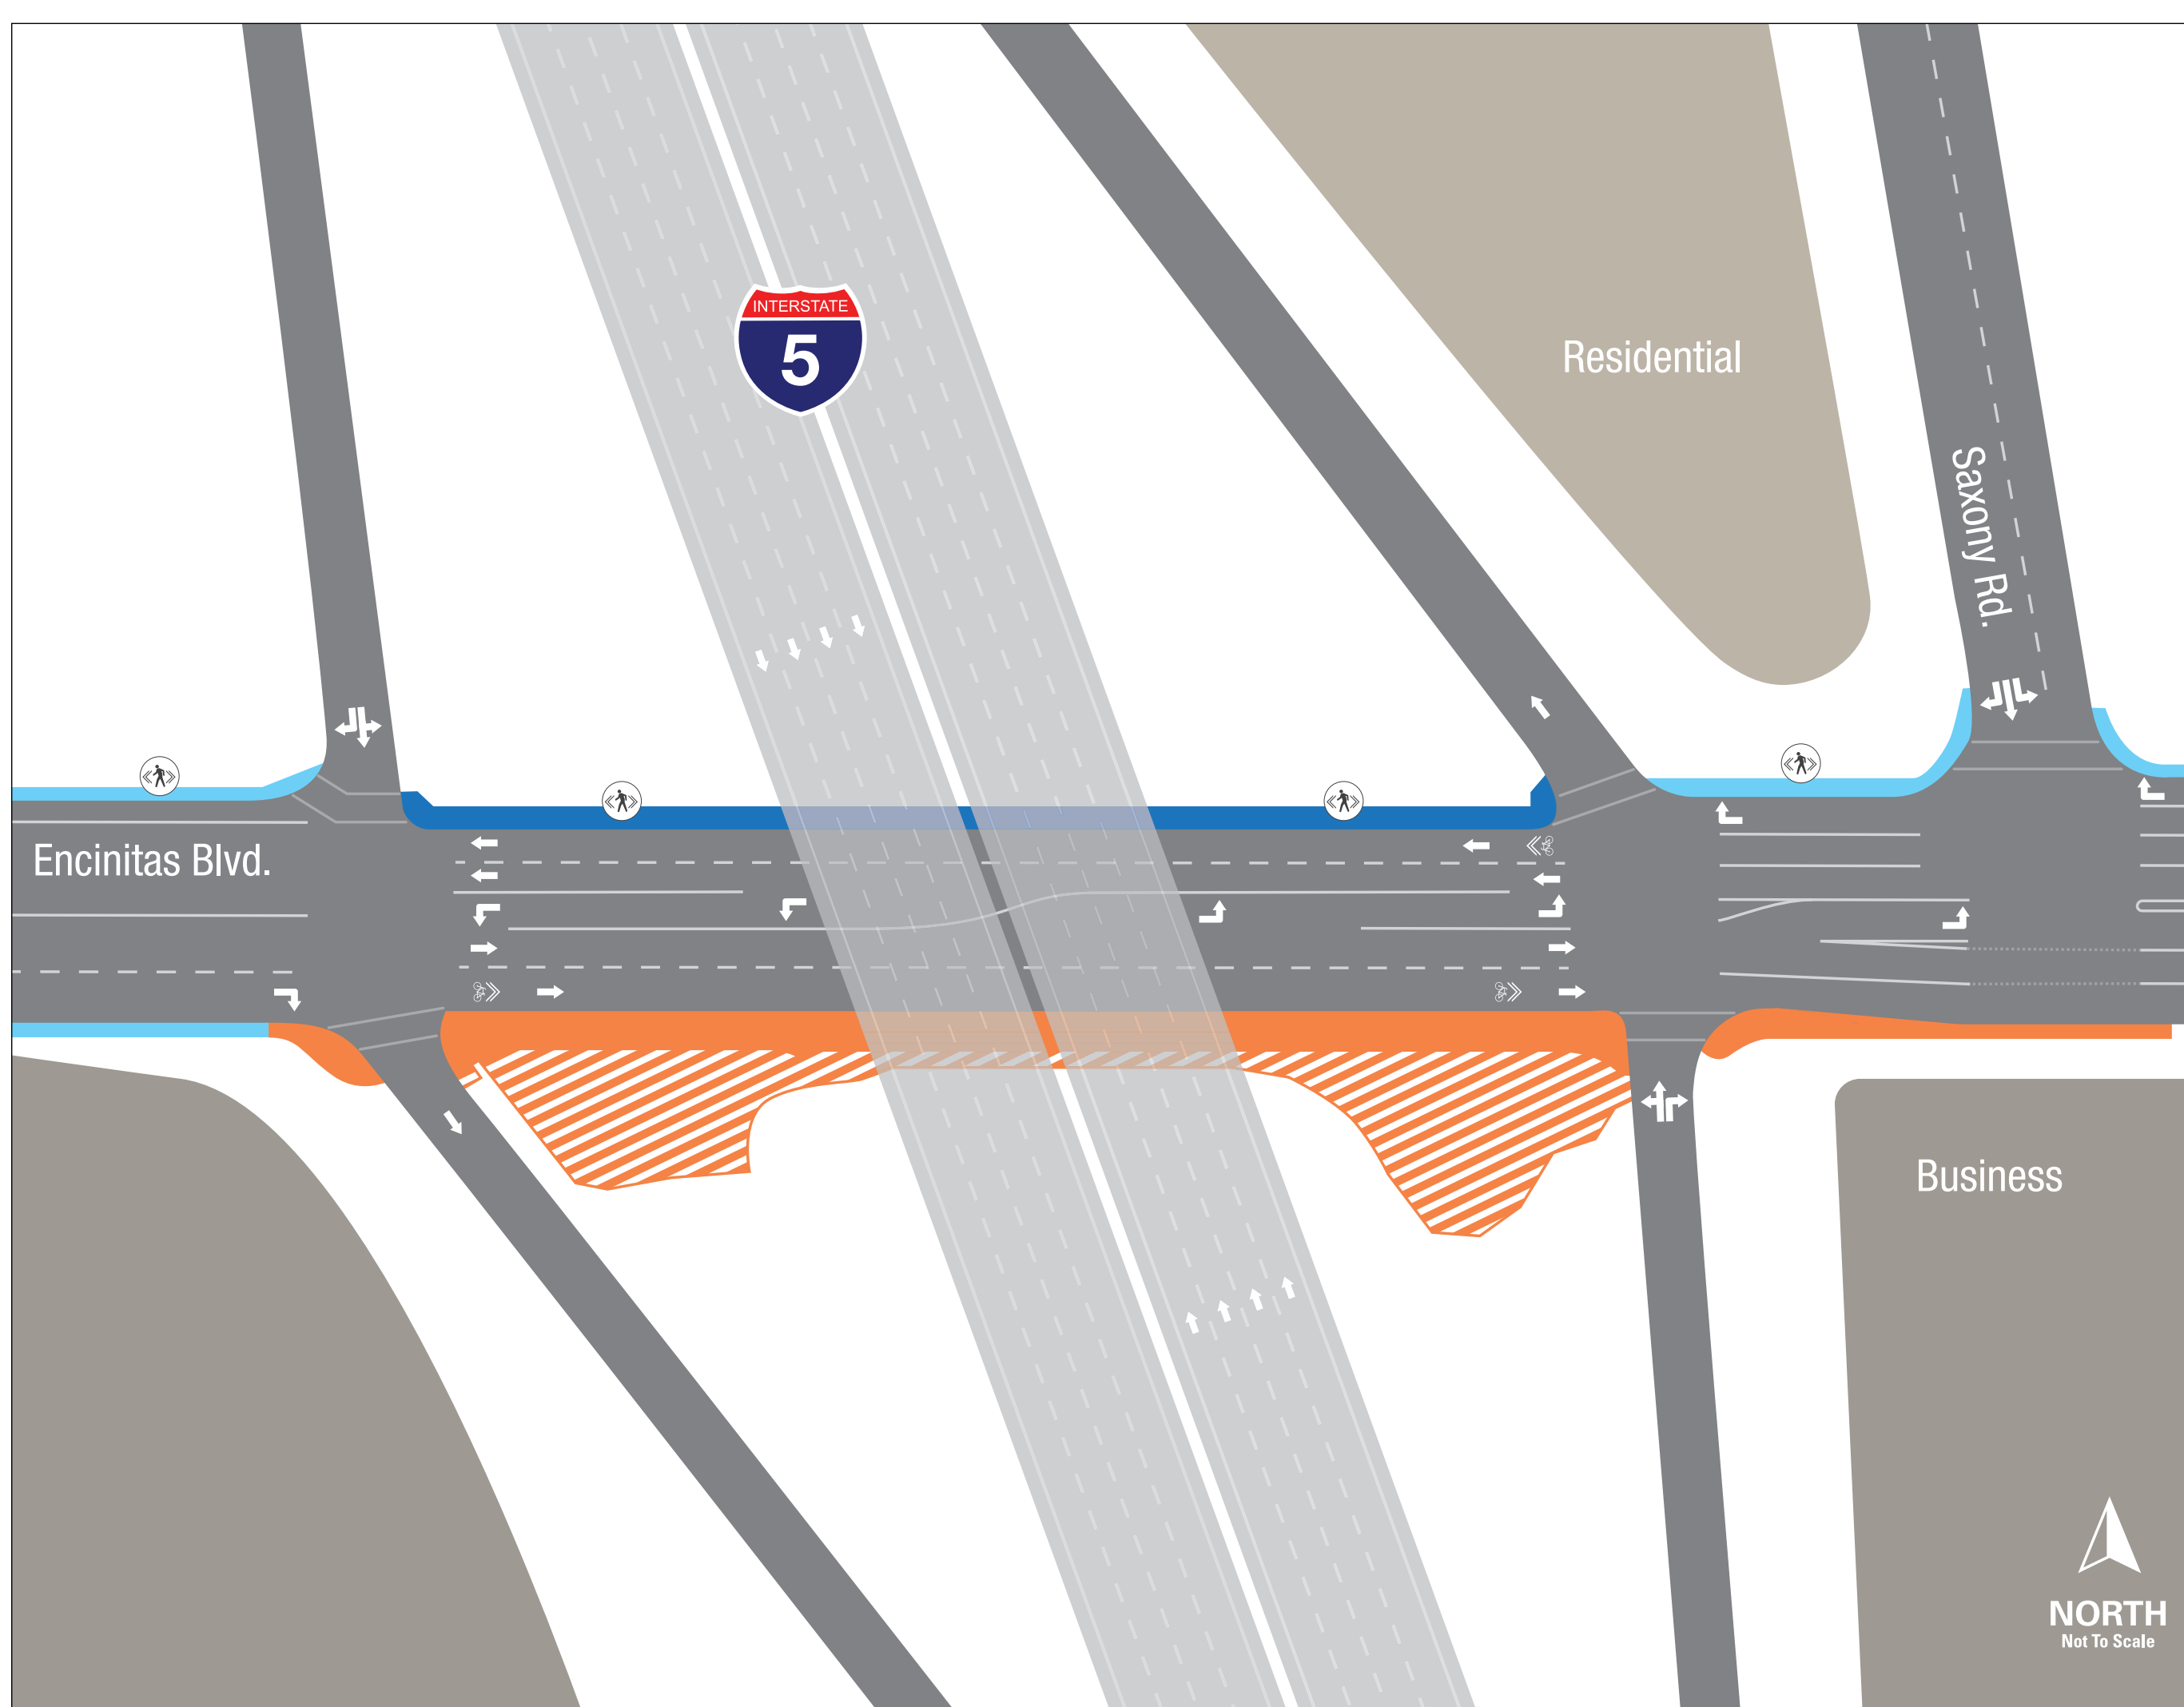 INTERSTATE
5
Residential
Saxony Rd.
Encinitas Blvd.
Business
NORTH
Not To Scale